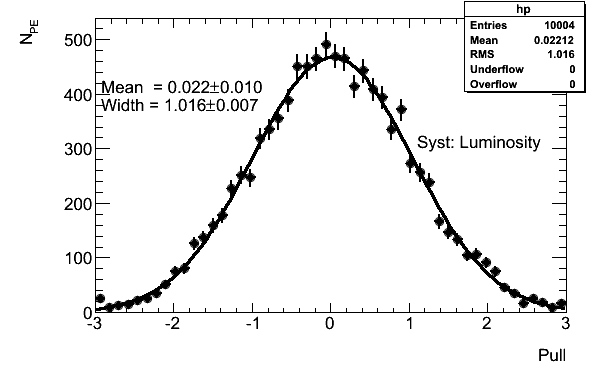 hp
Entries 10004
Mean 0.02212
RMS 1.016
Underflow 0
Overflow 0
N_PE
500
400
300
200
100
0
Mean = 0.022±0.010
Width = 1.016±0.007
Syst: Luminosity
-3 -2 -1 0 1 2 3
Pull